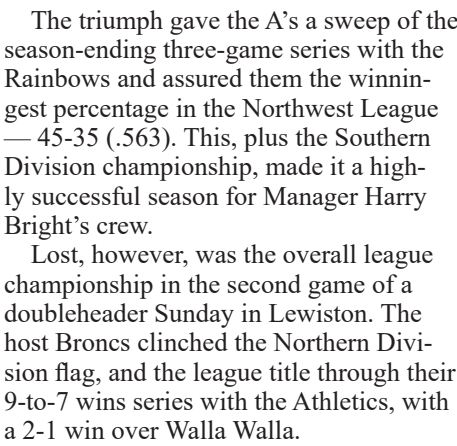 The triumph gave the A’s a sweep of the
season-ending three-game series with the
Rainbows and assured them the winnin-
gest percentage in the Northwest League
— 45-35 (.563). This, plus the Southern
Division championship, made it a high-
ly successful season for Manager Harry
Bright’s crew.
Lost, however, was the overall league
championship in the second game of a
doubleheader Sunday in Lewiston. The
host Broncs clinched the Northern Divi-
sion flag, and the league title through their
9-to-7 wins series with the Athletics, with
a 2-1 win over Walla Walla.